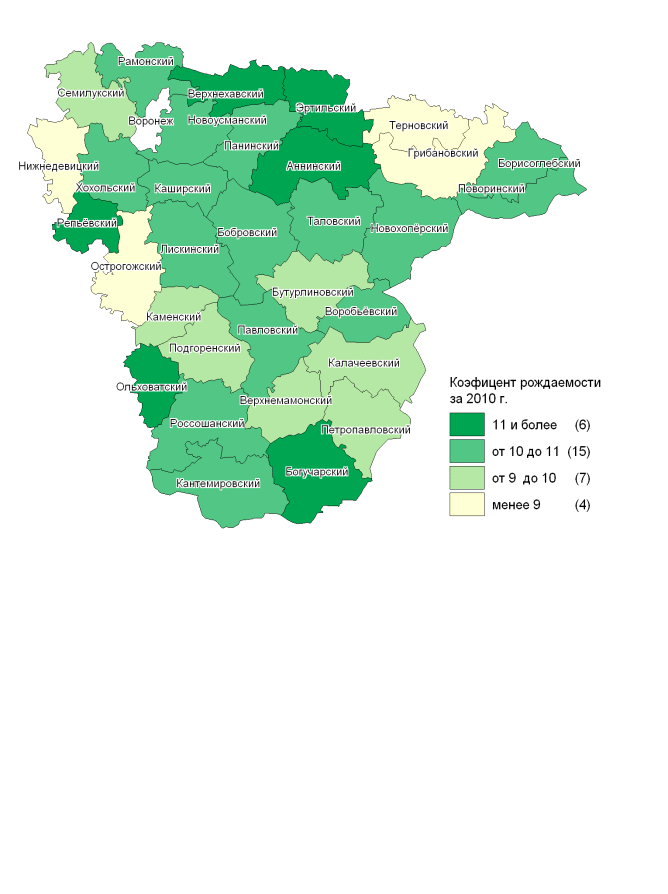 Рамонский
Семилукский
Верхнехавский
Эртильский
Воронеж
Новоусманский
Терновский
Панинский
Грибановский
Нижнедевицкий
Аннинский
Борисоглебский
Хохольский
Каширский
Поворинский
Репьёвский
Таловский
Бобровский
Новохопёрский
Лискинский
Острогожский
Бутурлиновский
Воробьёвский
Каменский
Павловский
Подгоренский
Калачеевский
Ольховатский
Верхнемамонский
Россошанский
Петропавловский
Богучарский
Кантемировский
Коэфицент рождаемости
за 2010 г.
11 и более (6)
от 10 до 11 (15)
от 9 до 10 (7)
менее 9 (4)